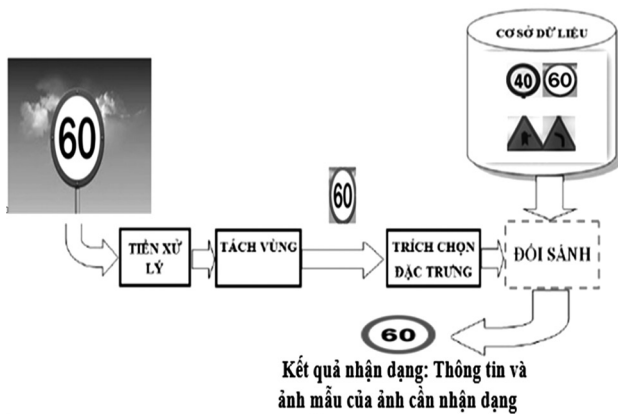 CƠ SỞ DỮ LIỆU
40 60
60
60
TIỀN XỬ
LÝ
TÁCH VÙNG
TRÍCH CHỌN
ĐẶC TRƯNG
ĐỐI SÁNH
60
Kết quả nhận dạng: Thông tin và
ảnh mẫu của ảnh cần nhận dạng